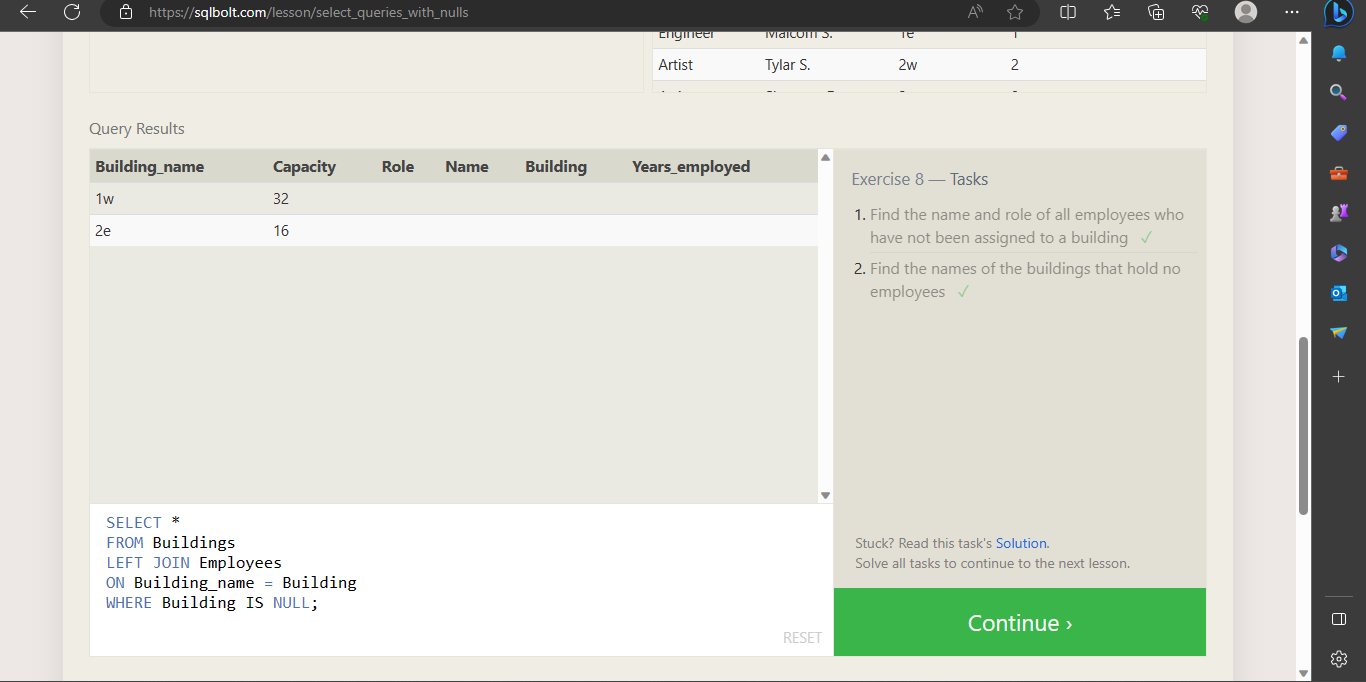 https://sqlbolt.com/lesson/select_queries_with_nulls
Engineer Malcom S. 1e 1
Artist Tylar S. 2w 2
Query Results
Building_name Capacity Role Name Building Years_employed
1w 32
2e 16
Exercise 8 — Tasks
1. Find the name and role of all employees who
have not been assigned to a building ✓
2. Find the names of the buildings that hold no
employees ✓
SELECT *
FROM Buildings
LEFT JOIN Employees
ON Building_name = Building
WHERE Building IS NULL;
RESET
Stuck? Read this task's Solution.
Solve all tasks to continue to the next lesson.
Continue ›